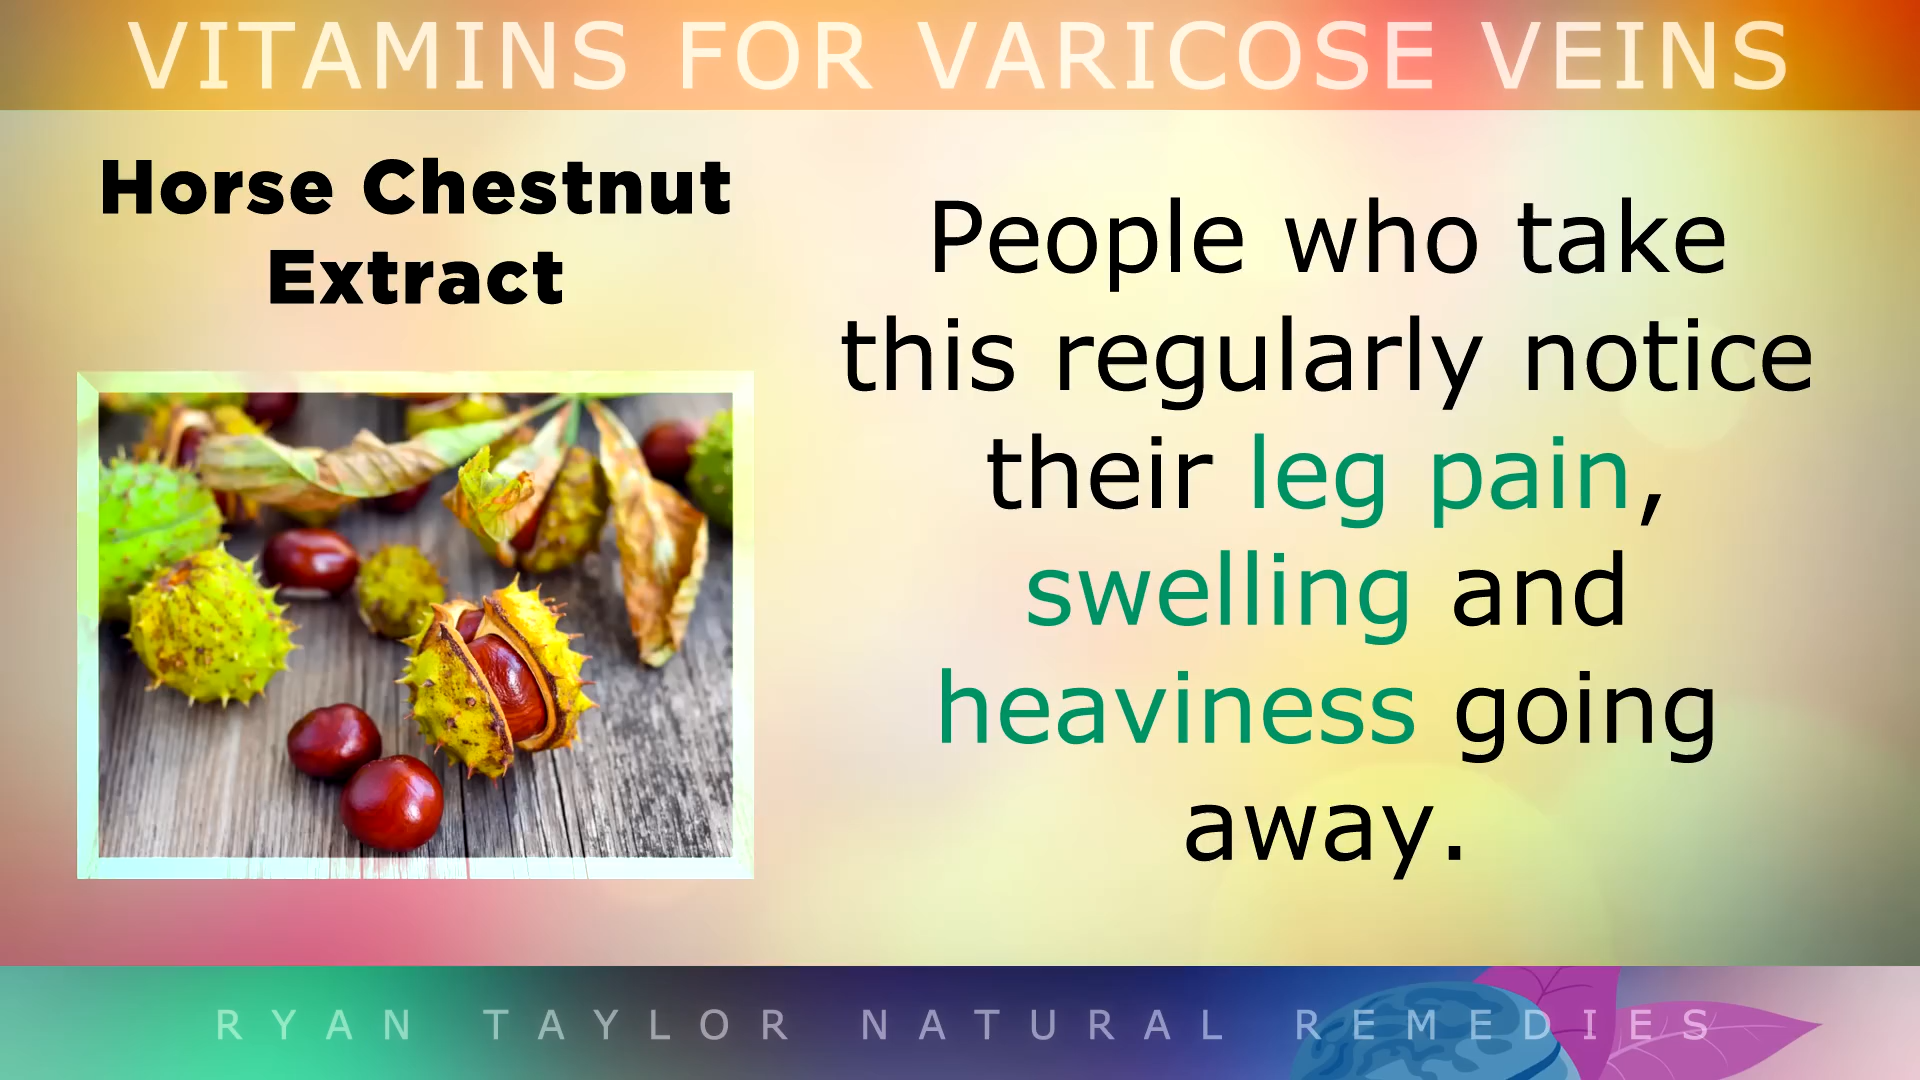 VITAMINS FOR VARICOSE VEINS
Horse Chestnut
Extract
People who take
this regularly notice
their leg pain,
swelling and
heaviness going
away.
RYAN TAYLOR NATURAL REMEDIES